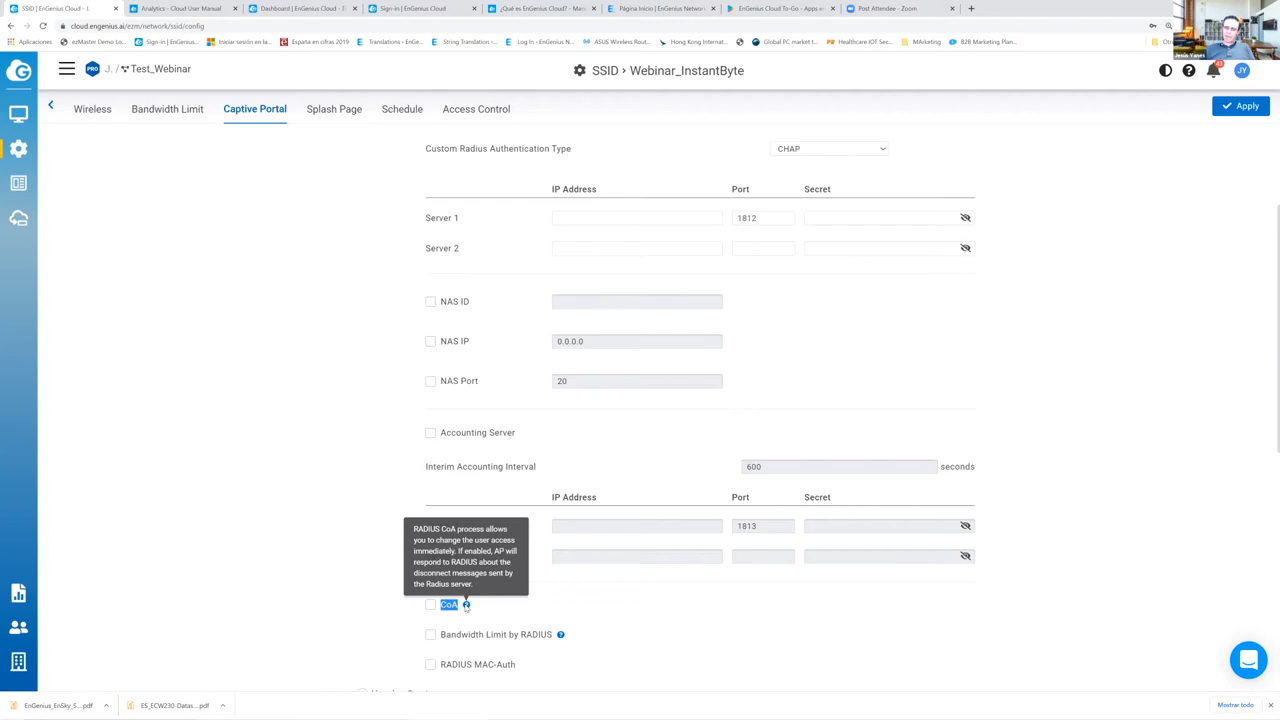 SSID | EnGenius Cloud - L
Analytics - Cloud User Manual
Dashboard | EnGenius Cloud - E
Sign-in | EnGenius Cloud
¿Qué es EnGenius Cloud? - Man
Página Inicio | EnGenius Networ
EnGenius Cloud To-Go - Apps e
Post Attendee - Zoom
cloud.engenius.ai/ezm/network/ssid/config
Aplicaciones
ezMaster Demo Lo...
Sign-in | EnGenius...
Iniciar sesión en la...
España en cifras 2019
Translations ‹ EnGe...
String Translation ‹...
Log In ‹ EnGenius N...
ASUS Wireless Rout...
Hong Kong Internat...
Global PC market t...
Healthcare IOT Sec...
MArketing
B2B Marketing Plan...
Jesús Yanes
PRO J. / Test_Webinar
SSID › Webinar_InstantByte
43
JY
Wireless
Bandwidth Limit
Captive Portal
Splash Page
Schedule
Access Control
Apply
Custom Radius Authentication Type CHAP
IP Address Port Secret
Server 1 1812
Server 2
NAS ID
NAS IP 0.0.0.0
NAS Port 20
Accounting Server
Interim Accounting Interval 600 seconds
IP Address Port Secret
1813
RADIUS CoA process allows
you to change the user access
immediately. If enabled, AP will
respond to RADIUS about the
disconnect messages sent by
the Radius server.
CoA
Bandwidth Limit by RADIUS
RADIUS MAC-Auth
EnGenius_EnSky_S....pdf
ES_ECW230-Datas....pdf
Mostrar todo